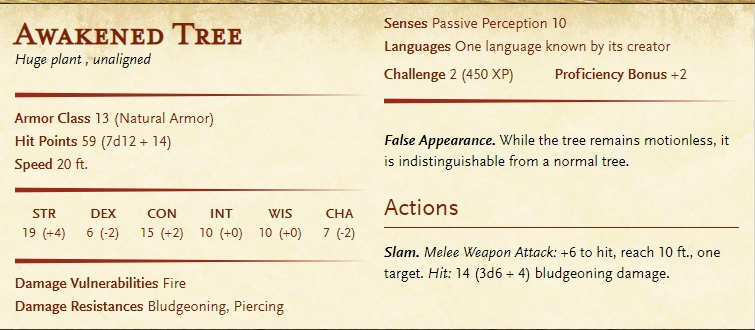 Awakened Tree
Huge plant , unaligned
Armor Class 13 (Natural Armor)
Hit Points 59 (7d12 + 14)
Speed 20 ft.
STR DEX CON INT WIS CHA
19 (+4) 6 (-2) 15 (+2) 10 (+0) 10 (+0) 7 (-2)
Damage Vulnerabilities Fire
Damage Resistances Bludgeoning, Piercing
Senses Passive Perception 10
Languages One language known by its creator
Challenge 2 (450 XP) Proficiency Bonus +2
False Appearance. While the tree remains motionless, it
is indistinguishable from a normal tree.
Actions
Slam. Melee Weapon Attack: +6 to hit, reach 10 ft., one
target. Hit: 14 (3d6 + 4) bludgeoning damage.